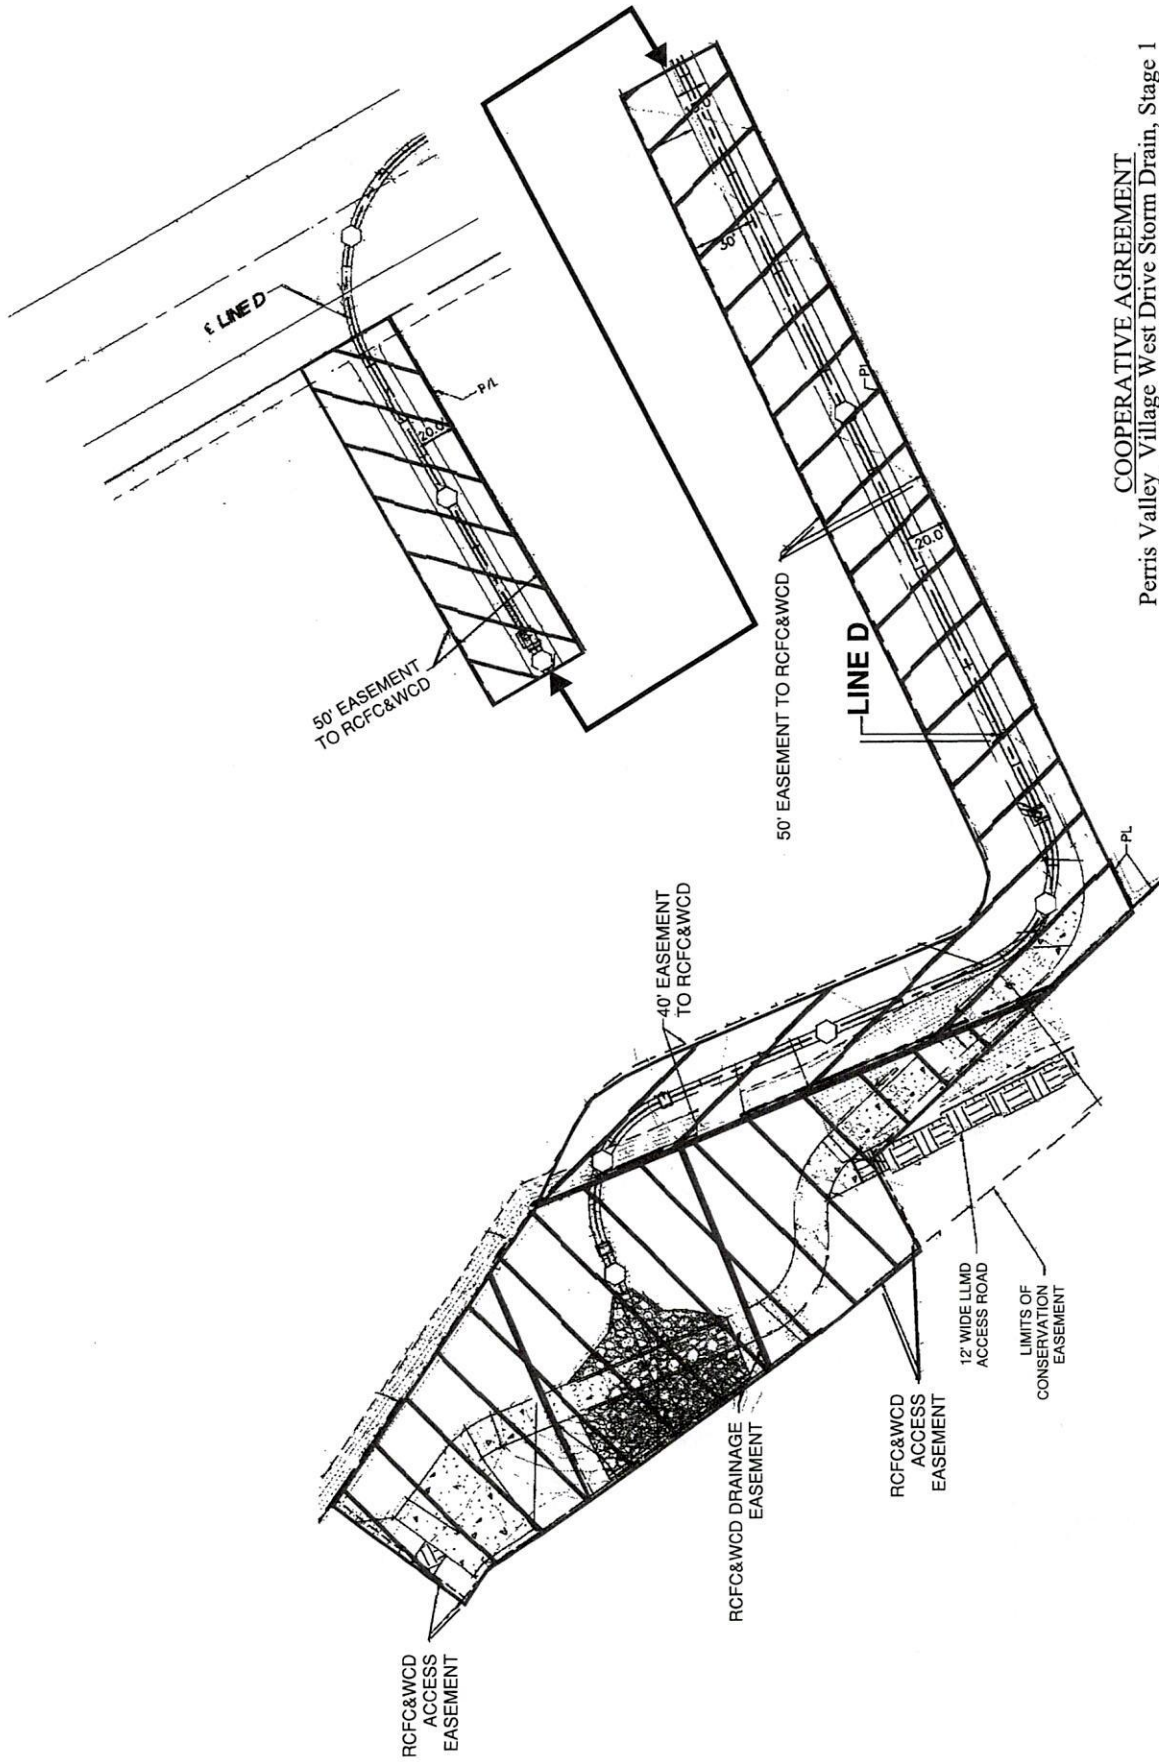 ℄ LINE D
P/L
20.0'
50' EASEMENT
TO RCFC&WCD
50'
PL
20.0'
50' EASEMENT TO RCFC&WCD
LINE D
PL
40' EASEMENT
TO RCFC&WCD
12' WIDE LLMD
ACCESS ROAD
LIMITS OF
CONSERVATION
EASEMENT
RCFC&WCD
ACCESS
EASEMENT
RCFC&WCD DRAINAGE
EASEMENT
RCFC&WCD
ACCESS
EASEMENT
COOPERATIVE AGREEMENT
Perris Valley Village West Drive Storm Drain, Stage 1